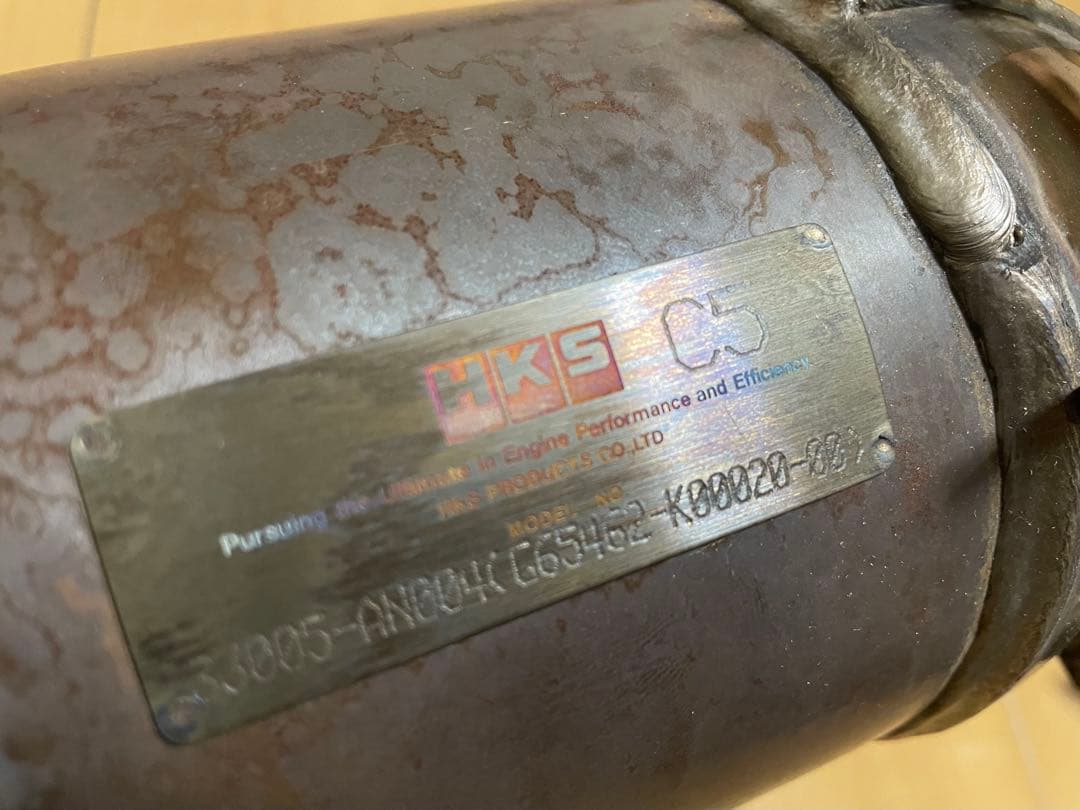 HKS C5
Pursuing the Ultimate in Engine Performance and Efficiency
HKS PRODUCTS CO.,LTD
MODEL NO
33005-AN004(G65462-K00020-00)